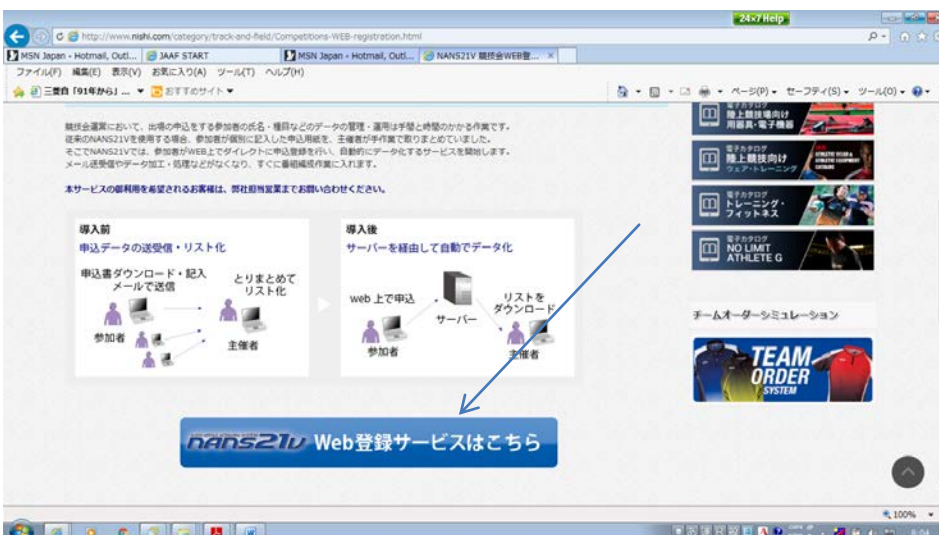 24×7 Help
http://www.nishi.com/category/track-and-field/Competitions-WEB-registration.html
MSN Japan - Hotmail, Outl...
JAAF START
MSN Japan - Hotmail, Outl...
NANS21V 競技会WEB登...
ファイル(F) 編集(E) 表示(V) お気に入り(A) ツール(T) ヘルプ(H)
おすすめサイト
ページ(P) セーフティ(S) ツール(O)
競技会運営において、出場の申込をする参加者の氏名・種目などのデータの管理・運用は手間と時間のかかる作業です。
従来のNANS21Vを使用する場合、参加者が個別に記入した申込用紙を、主催者が手作業で取りまとめていました。
そこでNANS21Vでは、参加者がWEB上でダイレクトに申込登録を行い、自動的にデータ化するサービスを開始します。
メール送受信やデータ加工・処理などがなくなり、すぐに番組編成作業に入れます。
本サービスの御利用を希望されるお客様は、弊社担当営業までお問い合わせください。
導入前
申込データの送受信・リスト化
申込書ダウンロード・記入
メールで送信
とりまとめて
リスト化
参加者
主催者
導入後
サーバーを経由して自動でデータ化
web 上で申込
サーバー
リストを
ダウンロード
参加者
主催者
nans21v Web登録サービスはこちら
電子カタログ
陸上競技場向け
用器具・電子機器
電子カタログ
陸上競技向け
ウェア・トレーニング
電子カタログ
トレーニング・
フィットネス
電子カタログ
NO LIMIT
ATHLETE G
チームオーダーシミュレーション
TEAM
ORDER
SYSTEM
100%